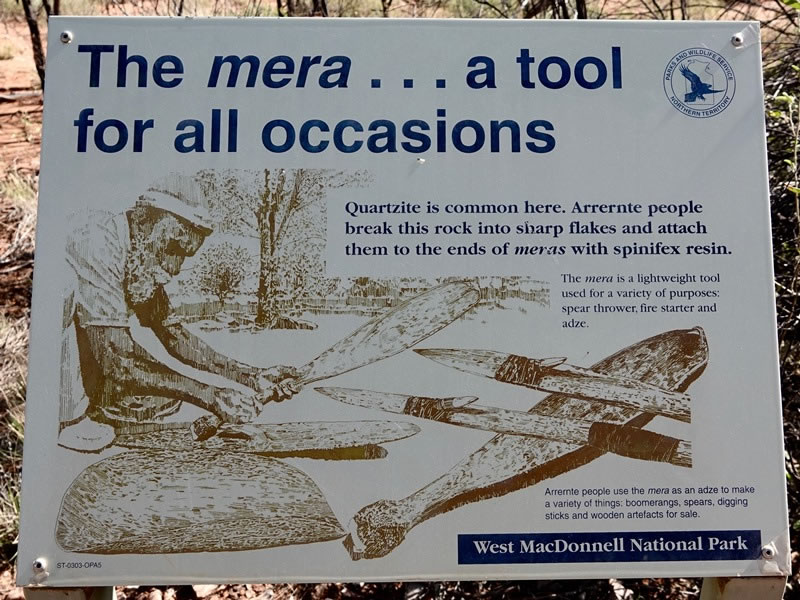 The mera . . . a tool
for all occasions
PARKS AND WILDLIFE SERVICE
NORTHERN TERRITORY
Quartzite is common here. Arrernte people
break this rock into sharp flakes and attach
them to the ends of meras with spinifex resin.
The mera is a lightweight tool
used for a variety of purposes:
spear thrower, fire starter and
adze.
Arrernte people use the mera as an adze to make
a variety of things: boomerangs, spears, digging
sticks and wooden artefacts for sale.
West MacDonnell National Park
ST-0303-OPA5